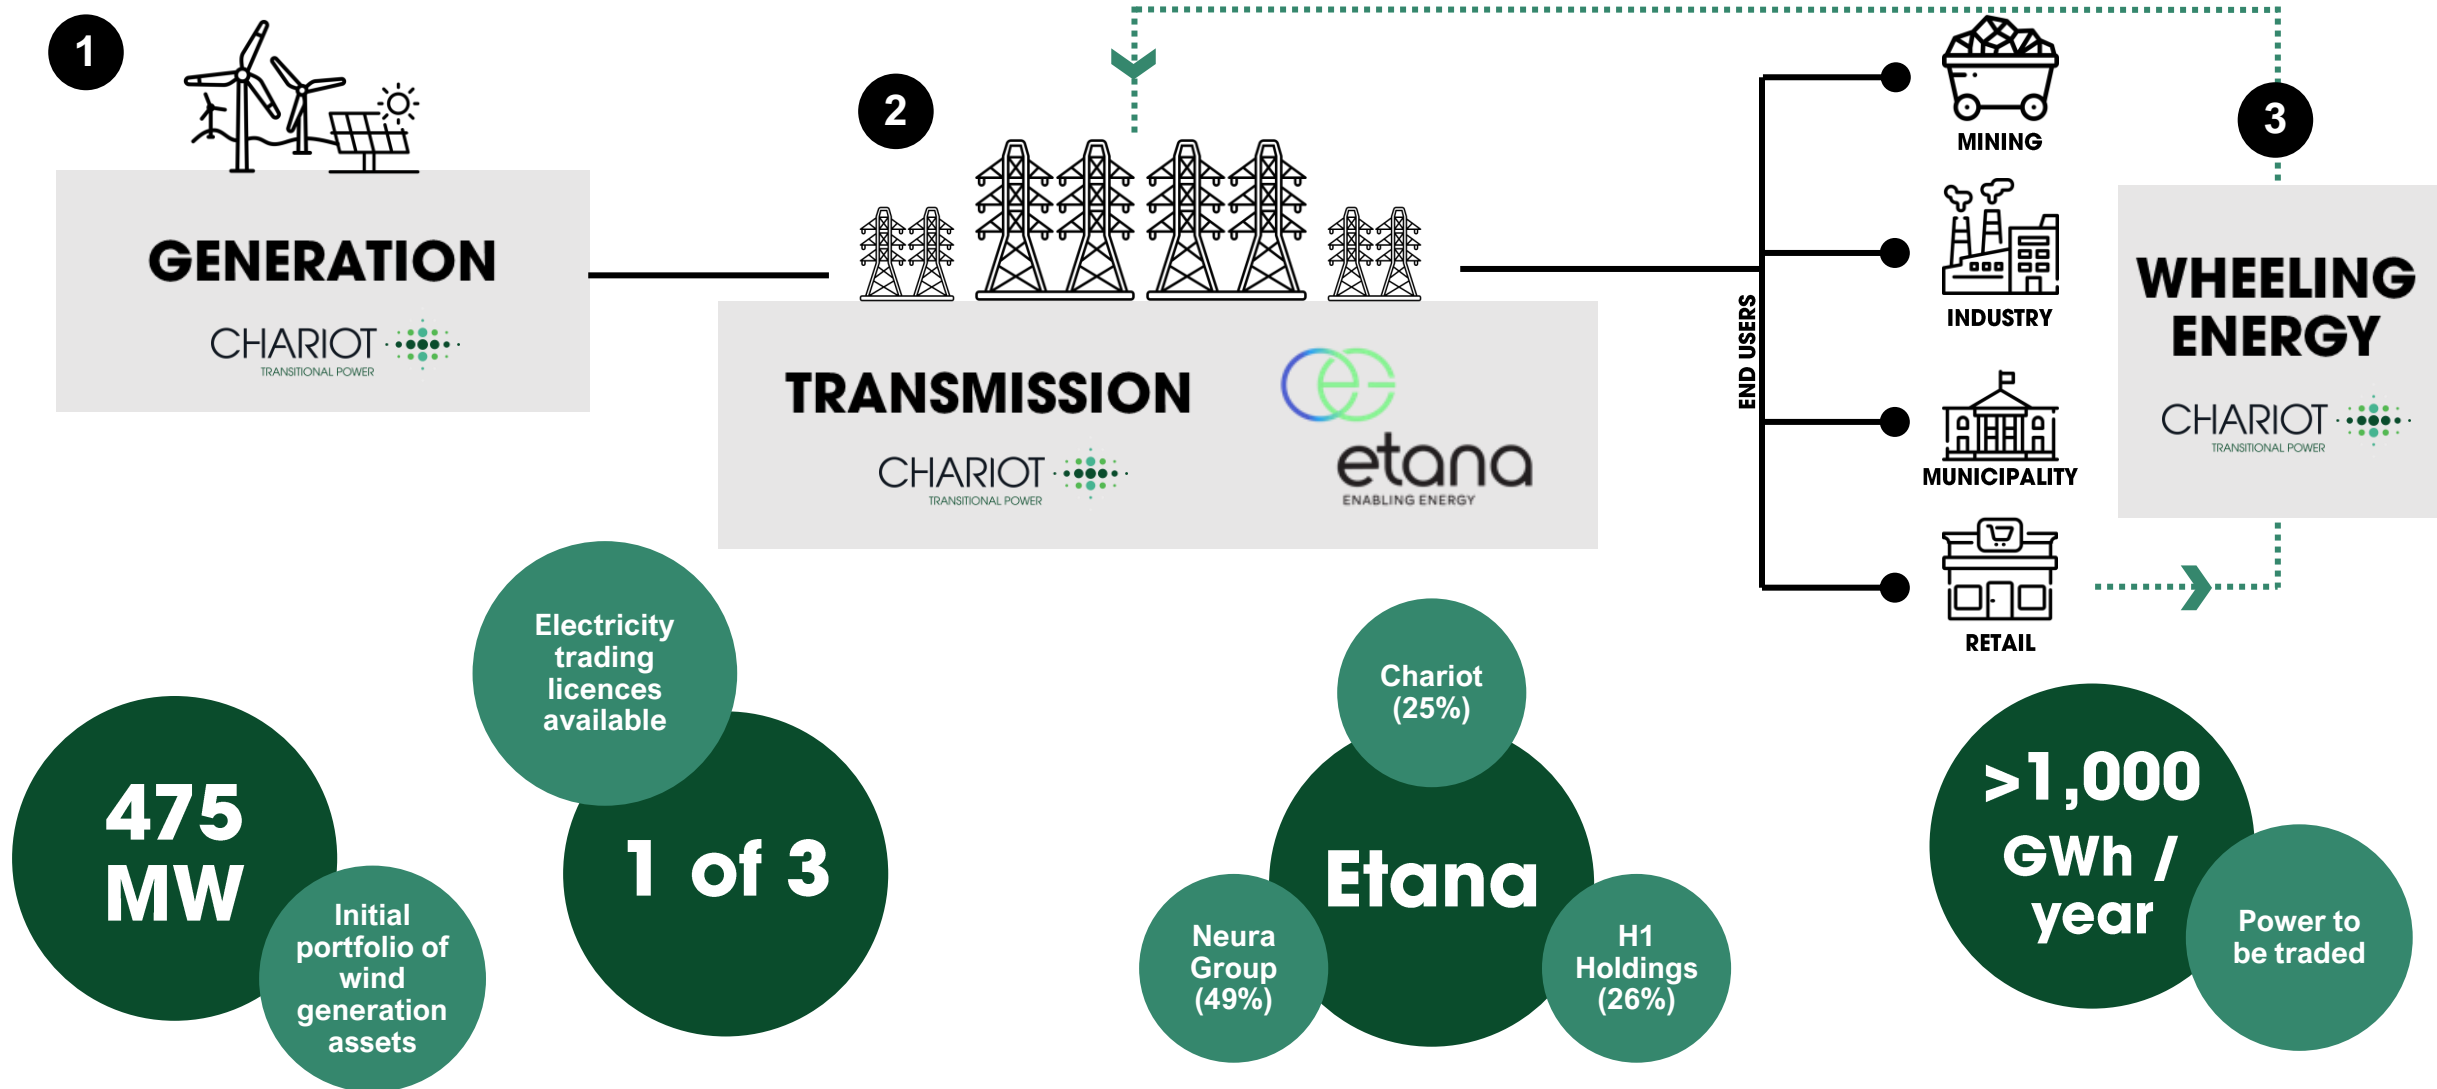 1
GENERATION
CHARIOT
TRANSITIONAL POWER
2
TRANSMISSION
CHARIOT
TRANSITIONAL POWER
etana
ENABLING ENERGY
END USERS
MINING
INDUSTRY
MUNICIPALITY
RETAIL
3
WHEELING
ENERGY
CHARIOT
TRANSITIONAL POWER
475
MW
Initial
portfolio of
wind
generation
assets
Electricity
trading
licences
available
1 of 3
Chariot
(25%)
Etana
Neura
Group
(49%)
H1
Holdings
(26%)
>1,000
GWh /
year
Power to
be traded